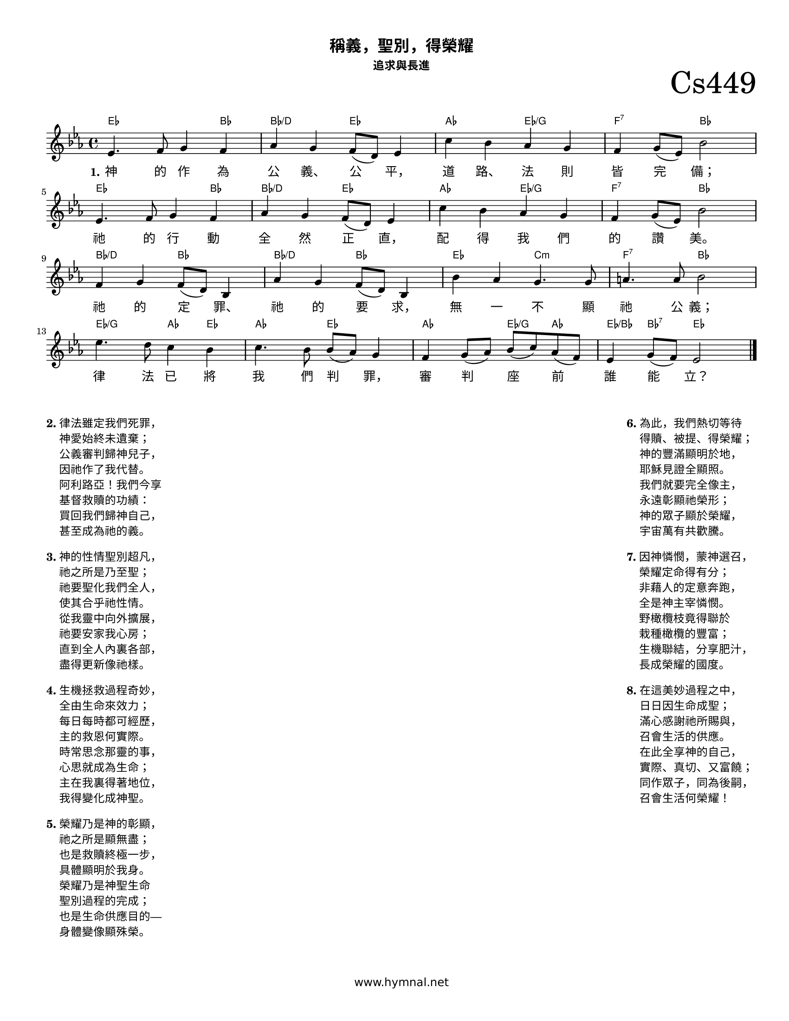 稱義，聖別，得榮耀
追求與長進
Cs449
E♭ B♭ B♭/D E♭ A♭ E♭/G F7 B♭
1. 神 的 作 為 公 義、 公 平， 道 路、 法 則 皆 完 備；
5 E♭ B♭ B♭/D E♭ A♭ E♭/G F7 B♭
祂 的 行 動 全 然 正 直， 配 得 我 們 的 讚 美。
9 B♭/D B♭ B♭/D B♭ E♭ Cm F7 B♭
祂 的 定 罪、 祂 的 要 求， 無 一 不 顯 祂 公 義；
13 E♭/G A♭ E♭ A♭ E♭ A♭ E♭/G A♭ E♭/B♭ B♭7 E♭
律 法 已 將 我 們 判 罪， 審 判 座 前 誰 能 立？
2. 律法雖定我們死罪，
神愛始終未遺棄；
公義審判歸神兒子，
因祂作了我代替。
阿利路亞！我們今享
基督救贖的功績：
買回我們歸神自己，
甚至成為祂的義。
3. 神的性情聖別超凡，
祂之所是乃至聖；
祂要聖化我們全人，
使其合乎祂性情。
從我靈中向外擴展，
祂要安家我心房；
直到全人內裏各部，
盡得更新像祂樣。
4. 生機拯救過程奇妙，
全由生命來效力；
每日每時都可經歷，
主的救恩何實際。
時常思念那靈的事，
心思就成為生命；
主在我裏得著地位，
我得變化成神聖。
5. 榮耀乃是神的彰顯，
祂之所是顯無盡；
也是救贖終極一步，
具體顯明於我身。
榮耀乃是神聖生命
聖別過程的完成；
也是生命供應目的—
身體變像顯殊榮。
6. 為此，我們熱切等待
得贖、被提、得榮耀；
神的豐滿顯明於地，
耶穌見證全顯照。
我們就要完全像主，
永遠彰顯祂榮形；
神的眾子顯於榮耀，
宇宙萬有共歡騰。
7. 因神憐憫，蒙神選召，
榮耀定命得有分；
非藉人的定意奔跑，
全是神主宰憐憫。
野橄欖枝竟得聯於
栽種橄欖的豐富；
生機聯結，分享肥汁，
長成榮耀的國度。
8. 在這美妙過程之中，
日日因生命成聖；
滿心感謝祂所賜與，
召會生活的供應。
在此全享神的自己，
實際、真切、又富饒；
同作眾子，同為後嗣，
召會生活何榮耀！
www.hymnal.net